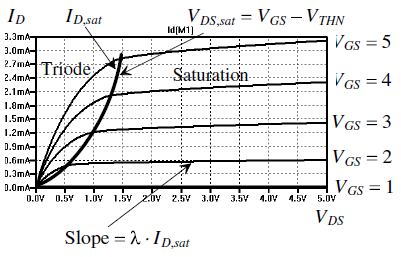 I_D I_D,sat V_DS,sat = V_GS − V_THN
Id[M1]
3.3mA
2.7mA
2.4mA
2.1mA
1.8mA
1.5mA
1.2mA
0.9mA
0.6mA
0.3mA
0.0mA
Triode
Saturation
V_GS = 5
V_GS = 4
V_GS = 3
V_GS = 2
V_GS = 1
0.0V 0.5V 1.0V 1.5V 2.0V 2.5V 3.0V 3.5V 4.0V 4.5V 5.0V
V_DS
Slope = λ · I_D,sat